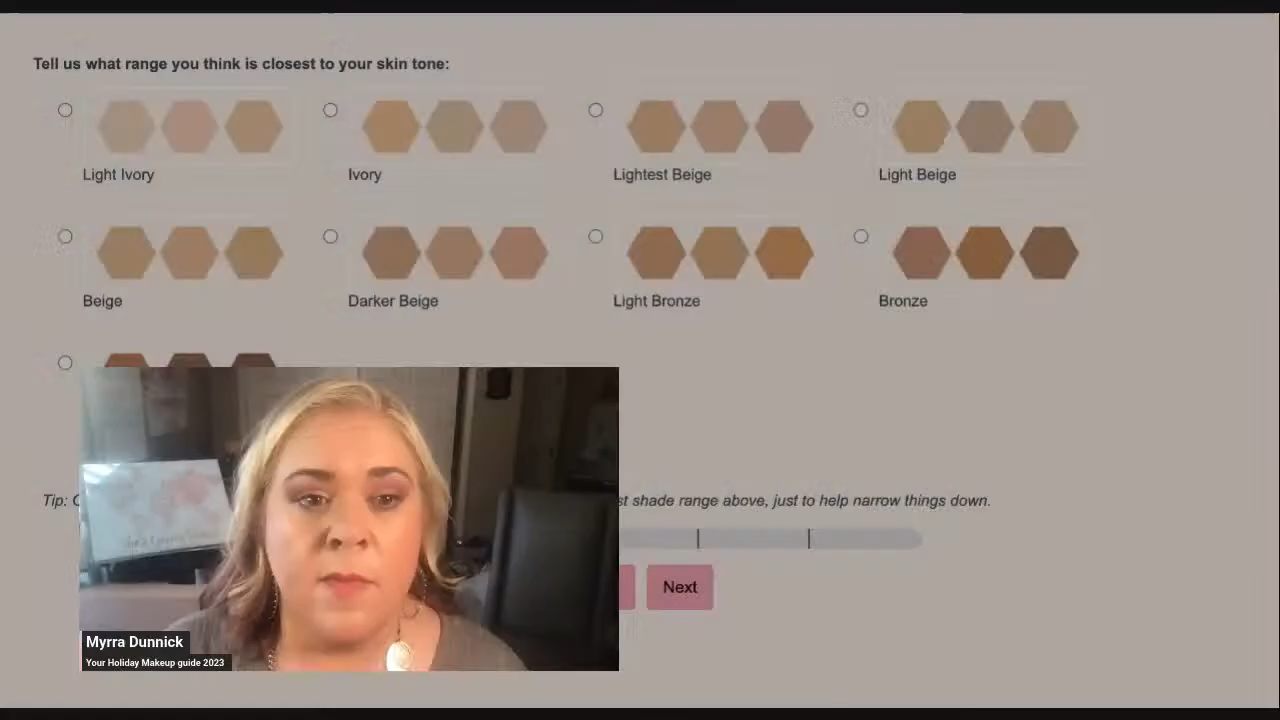 Tell us what range you think is closest to your skin tone:
Light Ivory
Ivory
Lightest Beige
Light Beige
Beige
Darker Beige
Light Bronze
Bronze
Tip:
shade range above, just to help narrow things down.
Next
Myrra Dunnick
Your Holiday Makeup guide 2023